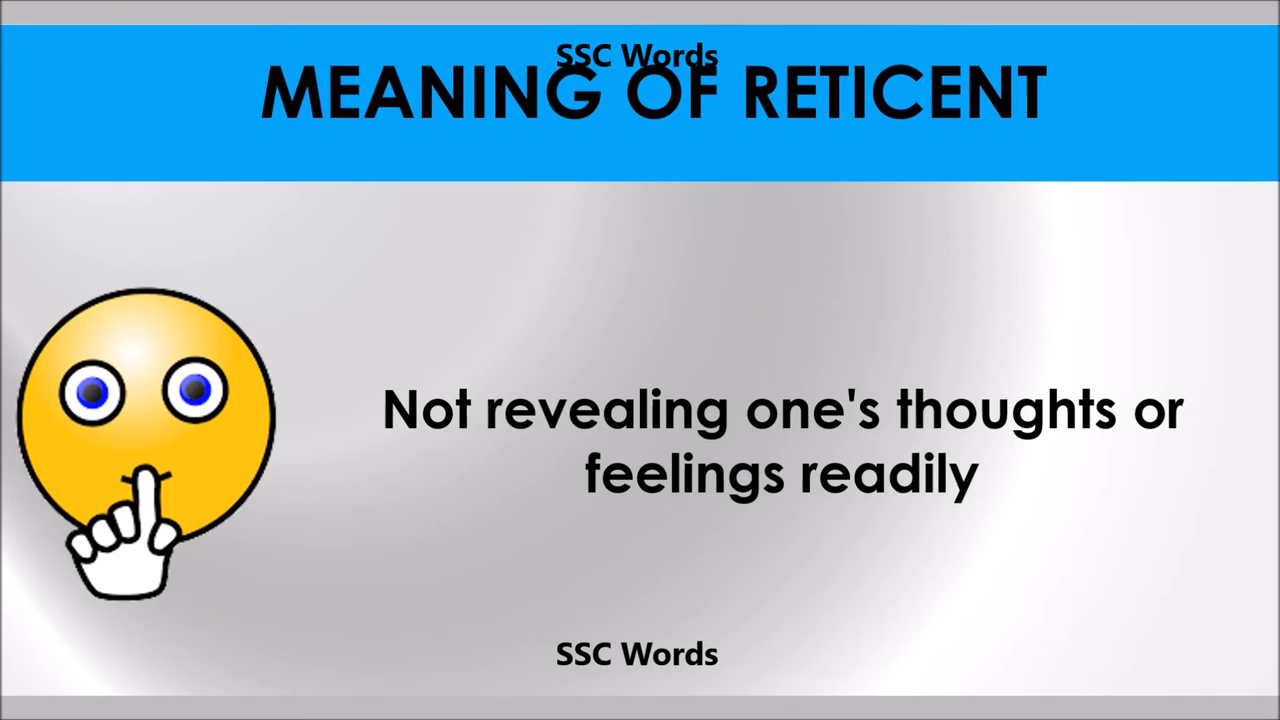 SSC Words
MEANING OF RETICENT
Not revealing one's thoughts or
feelings readily
SSC Words